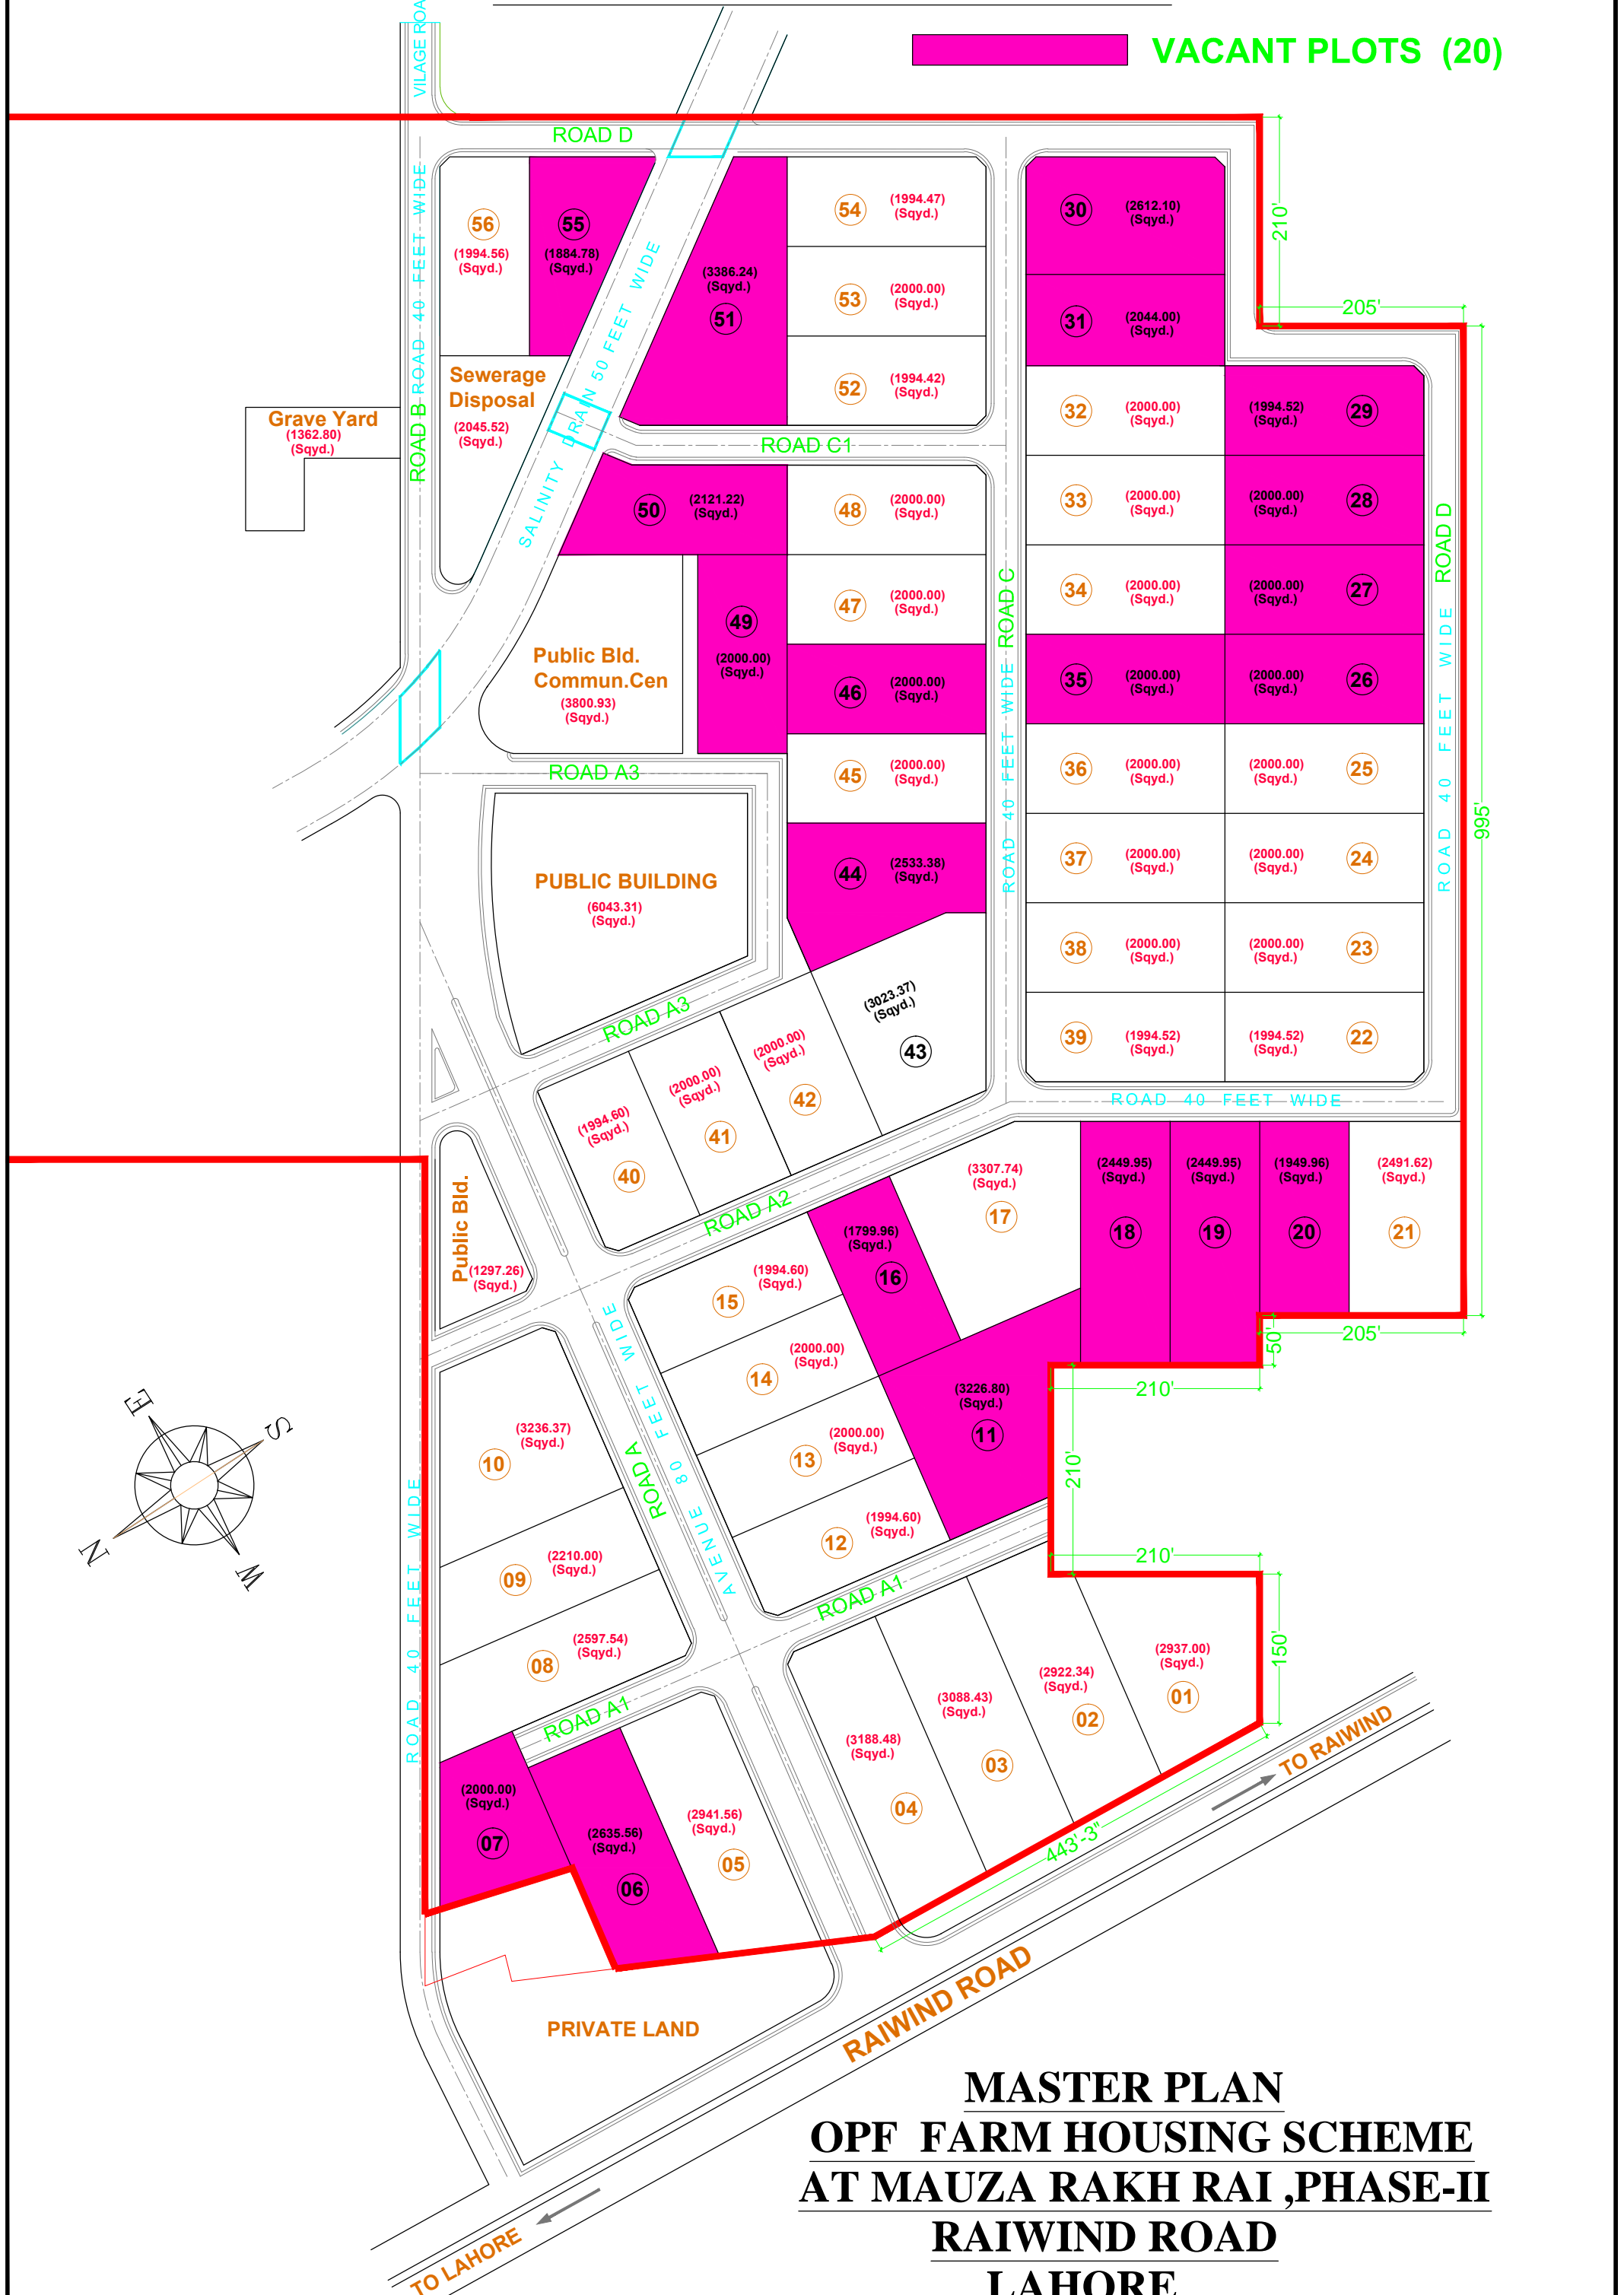 VACANT PLOTS (20)
VILAGE ROA
ROAD D
ROAD 40 FEET WIDE
ROAD B
56
(1994.56)
(Sqyd.)
55
(1884.78)
(Sqyd.)
(3386.24)
(Sqyd.)
51
54
(1994.47)
(Sqyd.)
53
(2000.00)
(Sqyd.)
52
(1994.42)
(Sqyd.)
30
(2612.10)
(Sqyd.)
31
(2044.00)
(Sqyd.)
210'
205'
Sewerage
Disposal
(2045.52)
(Sqyd.)
Grave Yard
(1362.80)
(Sqyd.)
SALINITY DRAIN 50 FEET WIDE
ROAD C1
32
(2000.00)
(Sqyd.)
(1994.52)
(Sqyd.)
29
50
(2121.22)
(Sqyd.)
48
(2000.00)
(Sqyd.)
33
(2000.00)
(Sqyd.)
(2000.00)
(Sqyd.)
28
47
(2000.00)
(Sqyd.)
34
(2000.00)
(Sqyd.)
(2000.00)
(Sqyd.)
27
49
(2000.00)
(Sqyd.)
Public Bld.
Commun.Cen
(3800.93)
(Sqyd.)
46
(2000.00)
(Sqyd.)
35
(2000.00)
(Sqyd.)
(2000.00)
(Sqyd.)
26
ROAD C
ROAD 40 FEET WIDE
ROAD D
ROAD 40 FEET WIDE
995'
ROAD A3
45
(2000.00)
(Sqyd.)
36
(2000.00)
(Sqyd.)
(2000.00)
(Sqyd.)
25
PUBLIC BUILDING
(6043.31)
(Sqyd.)
44
(2533.38)
(Sqyd.)
37
(2000.00)
(Sqyd.)
(2000.00)
(Sqyd.)
24
38
(2000.00)
(Sqyd.)
(2000.00)
(Sqyd.)
23
ROAD A3
(3023.37)
(Sqyd.)
43
39
(1994.52)
(Sqyd.)
(1994.52)
(Sqyd.)
22
(2000.00)
(Sqyd.)
42
(2000.00)
(Sqyd.)
41
(1994.60)
(Sqyd.)
40
ROAD 40 FEET WIDE
ROAD A2
Public Bld.
(1297.26)
(Sqyd.)
(3307.74)
(Sqyd.)
17
(2449.95)
(Sqyd.)
18
(2449.95)
(Sqyd.)
19
(1949.96)
(Sqyd.)
20
(2491.62)
(Sqyd.)
21
(1799.96)
(Sqyd.)
16
15
(1994.60)
(Sqyd.)
14
(2000.00)
(Sqyd.)
13
(2000.00)
(Sqyd.)
12
(1994.60)
(Sqyd.)
(3226.80)
(Sqyd.)
11
50'
205'
210'
210'
210'
150'
E
S
N
W
(3236.37)
(Sqyd.)
10
(2210.00)
(Sqyd.)
09
(2597.54)
(Sqyd.)
08
ROAD A
AVENUE 80 FEET WIDE
ROAD 40 FEET WIDE
ROAD A1
ROAD A1
(2937.00)
(Sqyd.)
01
(2922.34)
(Sqyd.)
02
(3088.43)
(Sqyd.)
03
(3188.48)
(Sqyd.)
04
(2000.00)
(Sqyd.)
07
(2635.56)
(Sqyd.)
06
(2941.56)
(Sqyd.)
05
443'-3"
TO RAIWIND
RAIWIND ROAD
PRIVATE LAND
TO LAHORE
MASTER PLAN
OPF FARM HOUSING SCHEME
AT MAUZA RAKH RAI ,PHASE-II
RAIWIND ROAD
LAHORE